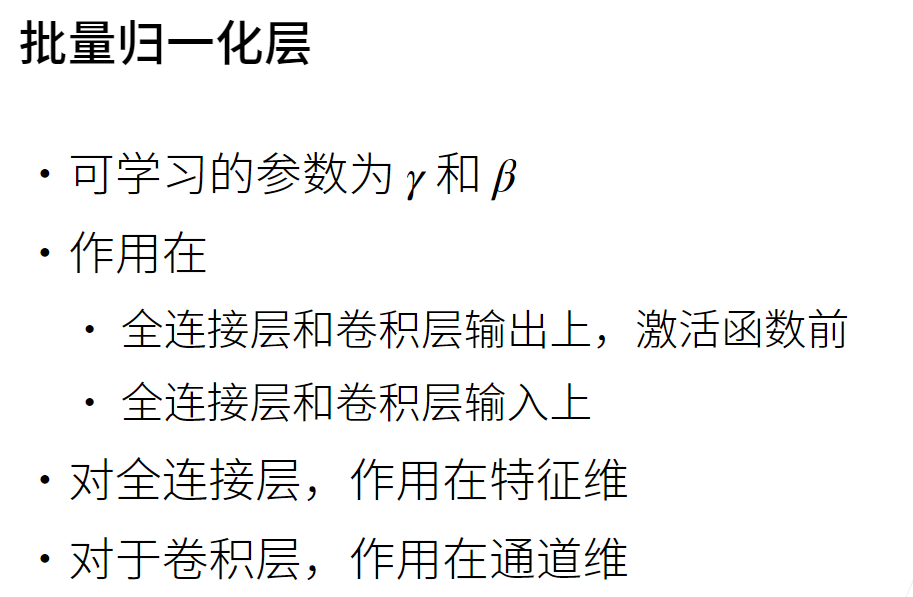 批量归一化层
• 可学习的参数为 γ 和 β
• 作用在
• 全连接层和卷积层输出上，激活函数前
• 全连接层和卷积层输入上
• 对全连接层，作用在特征维
• 对于卷积层，作用在通道维